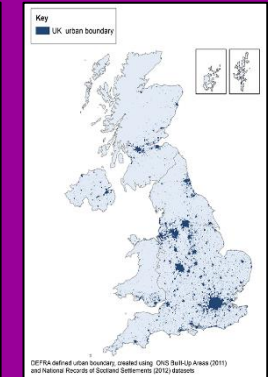 Key
UK urban boundary
DEFRA defined urban boundary, created using ONS Built-Up Areas (2011)
and National Records of Scotland Settlements (2012) datasets